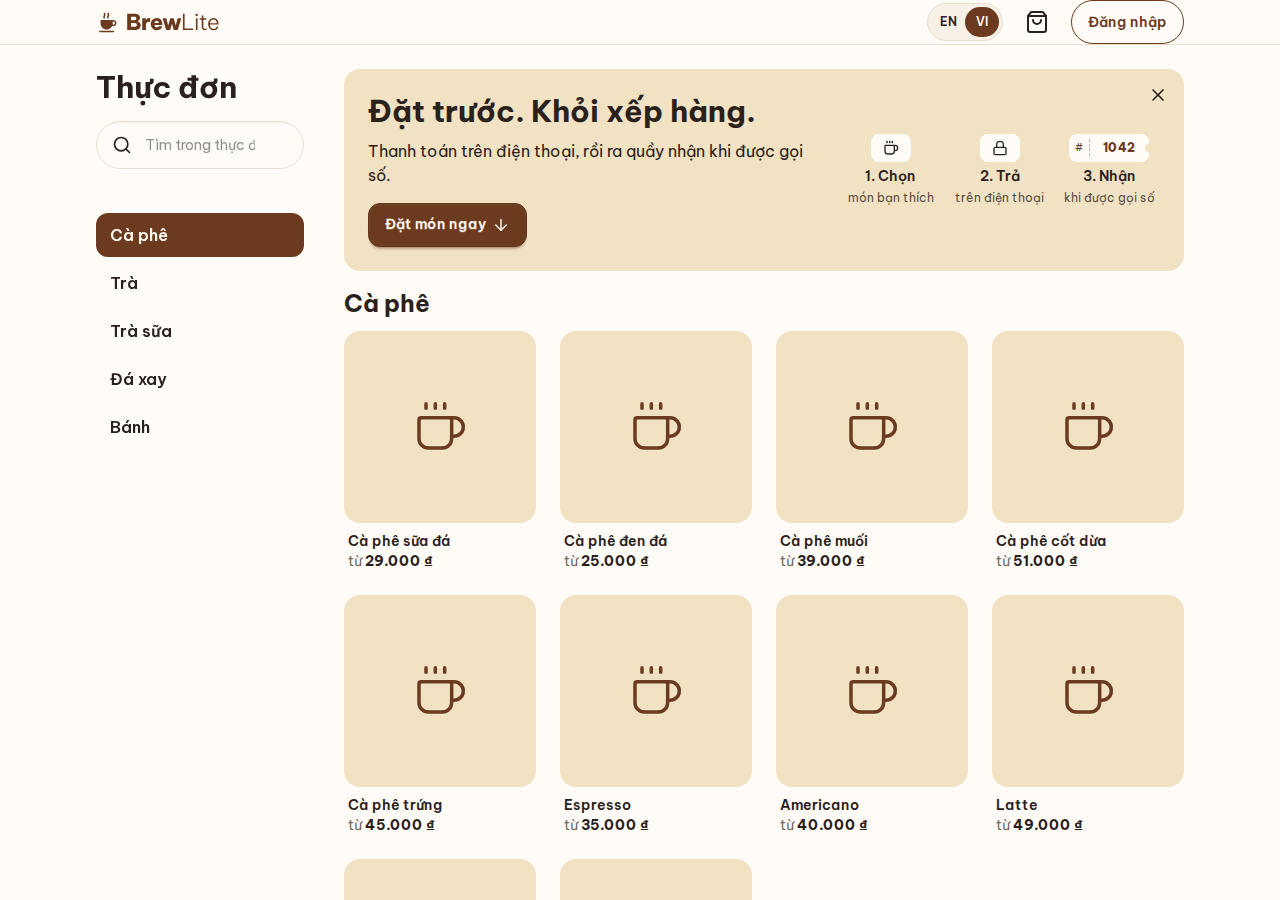 BrewLite
EN VI
Đăng nhập
Thực đơn
Tìm trong thực đ
Cà phê
Trà
Trà sữa
Đá xay
Bánh
Đặt trước. Khỏi xếp hàng.
Thanh toán trên điện thoại, rồi ra quầy nhận khi được gọi
số.
Đặt món ngay
1. Chọn
món bạn thích
2. Trả
trên điện thoại
# 1042
3. Nhận
khi được gọi số
Cà phê
Cà phê sữa đá
từ 29.000 ₫
Cà phê đen đá
từ 25.000 ₫
Cà phê muối
từ 39.000 ₫
Cà phê cốt dừa
từ 51.000 ₫
Cà phê trứng
từ 45.000 ₫
Espresso
từ 35.000 ₫
Americano
từ 40.000 ₫
Latte
từ 49.000 ₫